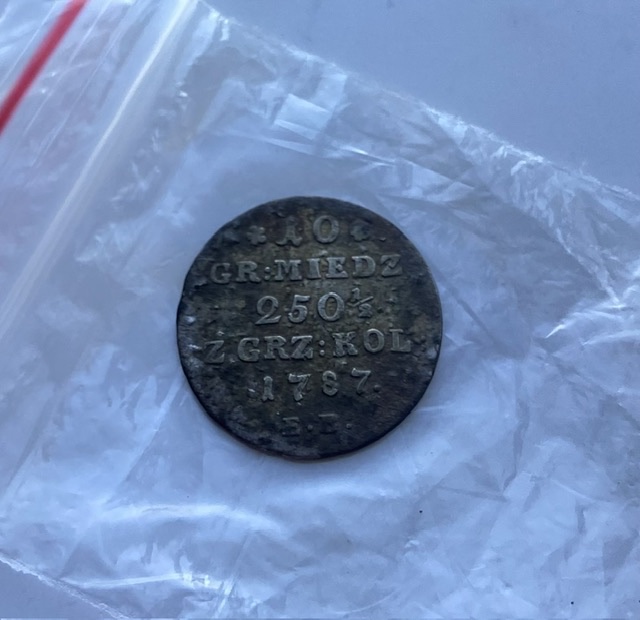 10
GR:MIEDZ
250½
Z GRZ:KOL
1787.
E.B.